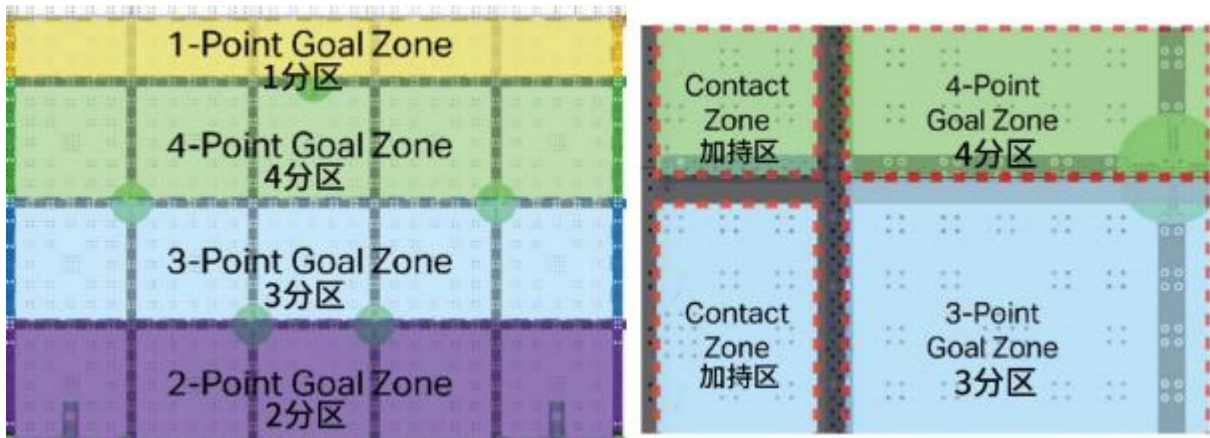 1-Point Goal Zone
1分区
4-Point Goal Zone
4分区
3-Point Goal Zone
3分区
2-Point Goal Zone
2分区
Contact
Zone
加持区
4-Point
Goal Zone
4分区
Contact
Zone
加持区
3-Point
Goal Zone
3分区